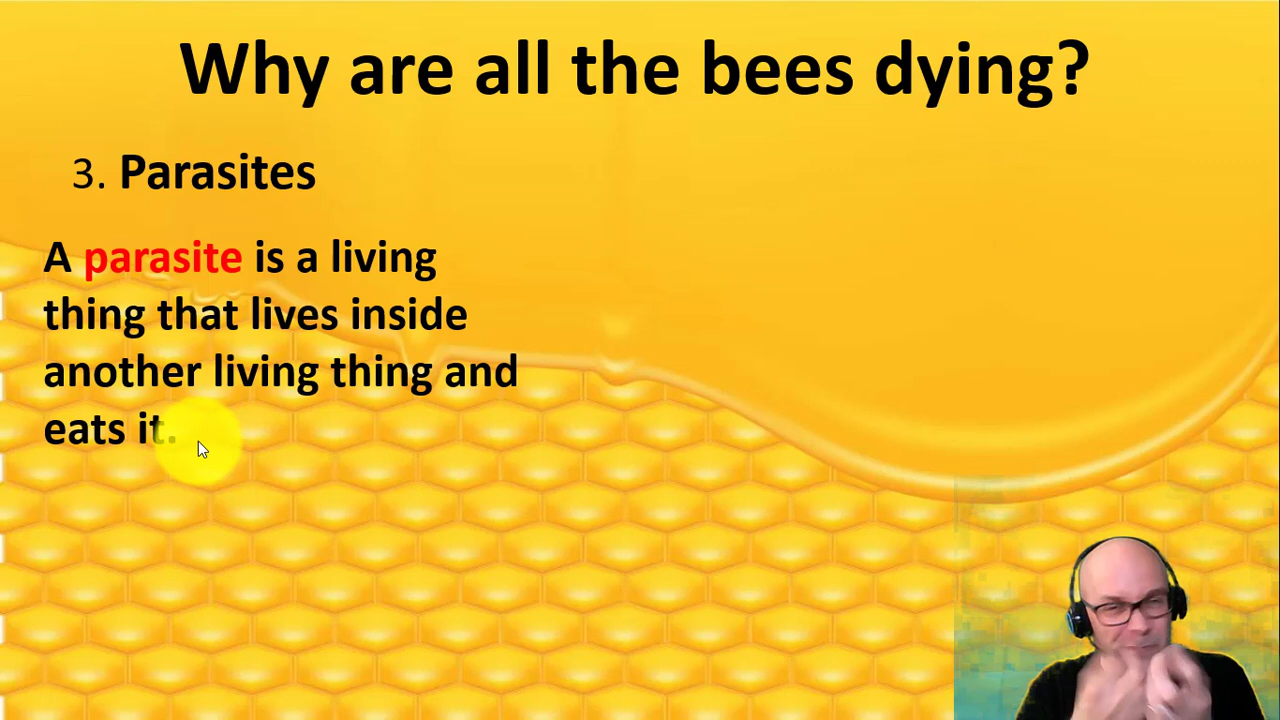 Why are all the bees dying?
3. Parasites
A parasite is a living
thing that lives inside
another living thing and
eats it.